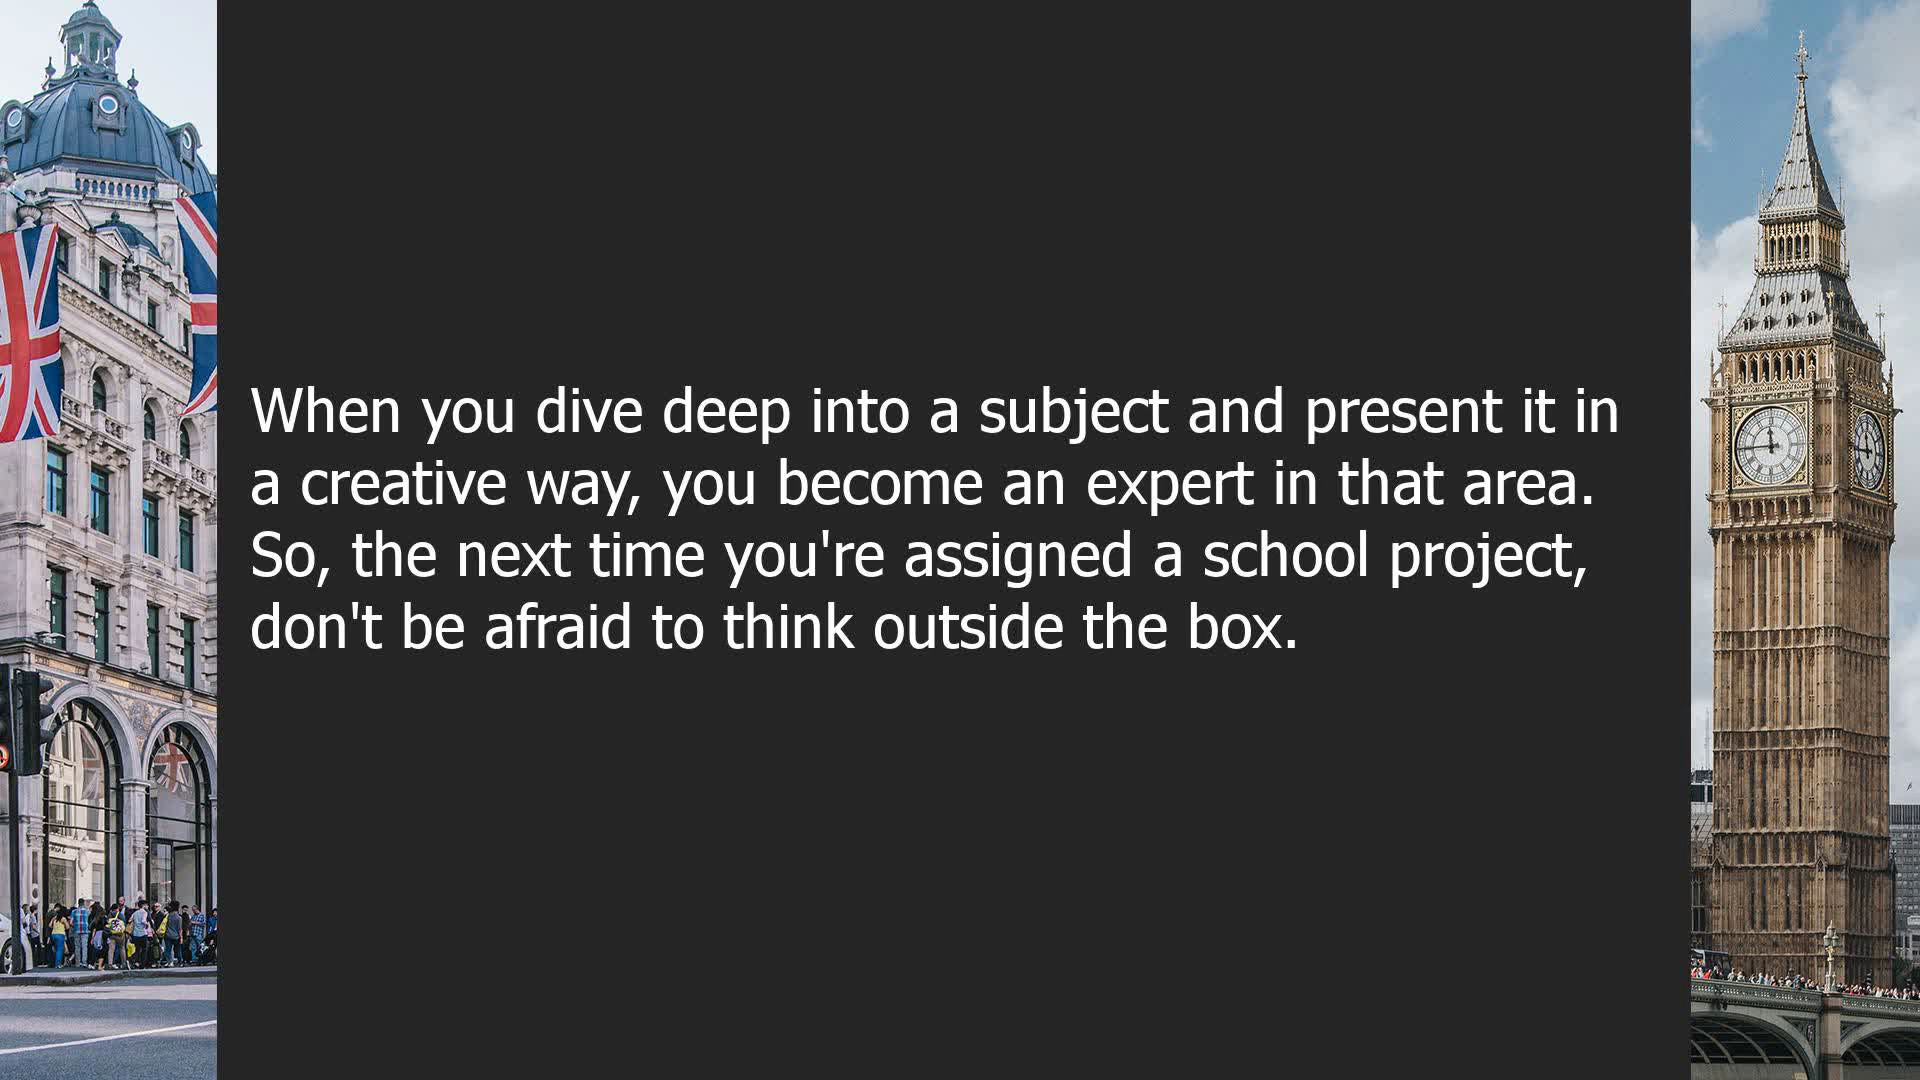 When you dive deep into a subject and present it in
a creative way, you become an expert in that area.
So, the next time you're assigned a school project,
don't be afraid to think outside the box.